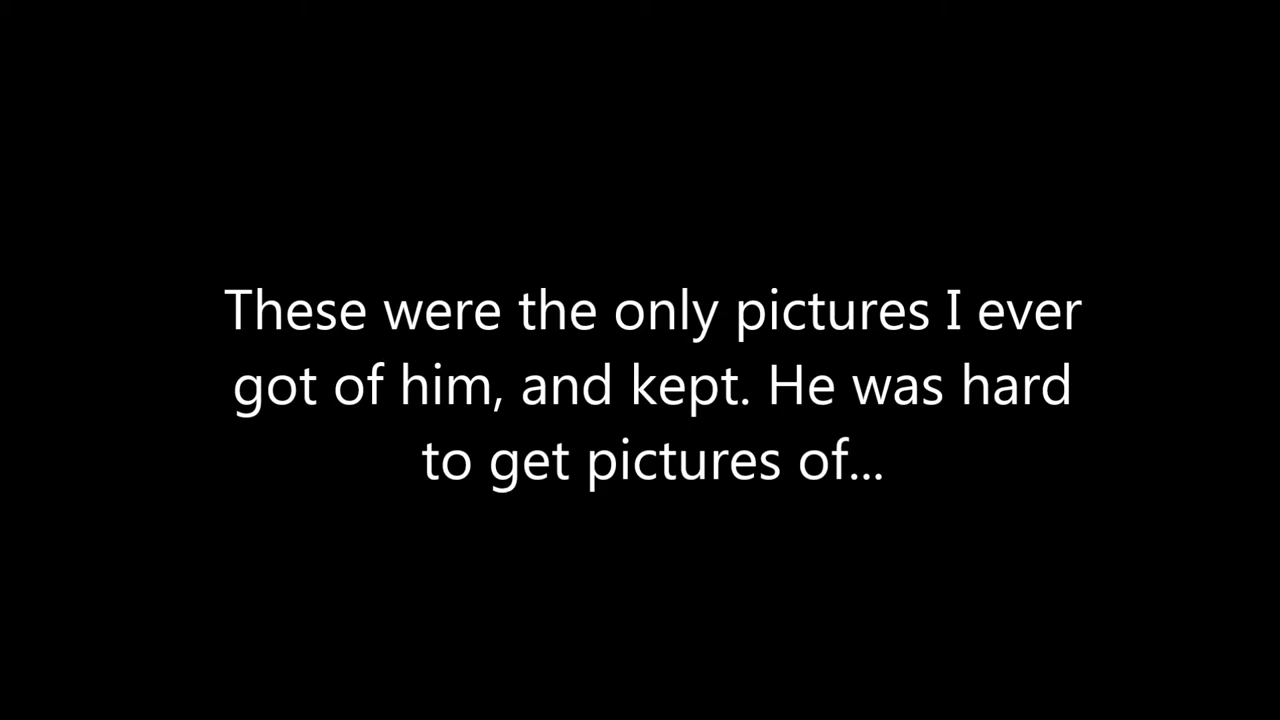 These were the only pictures I ever
got of him, and kept. He was hard
to get pictures of...